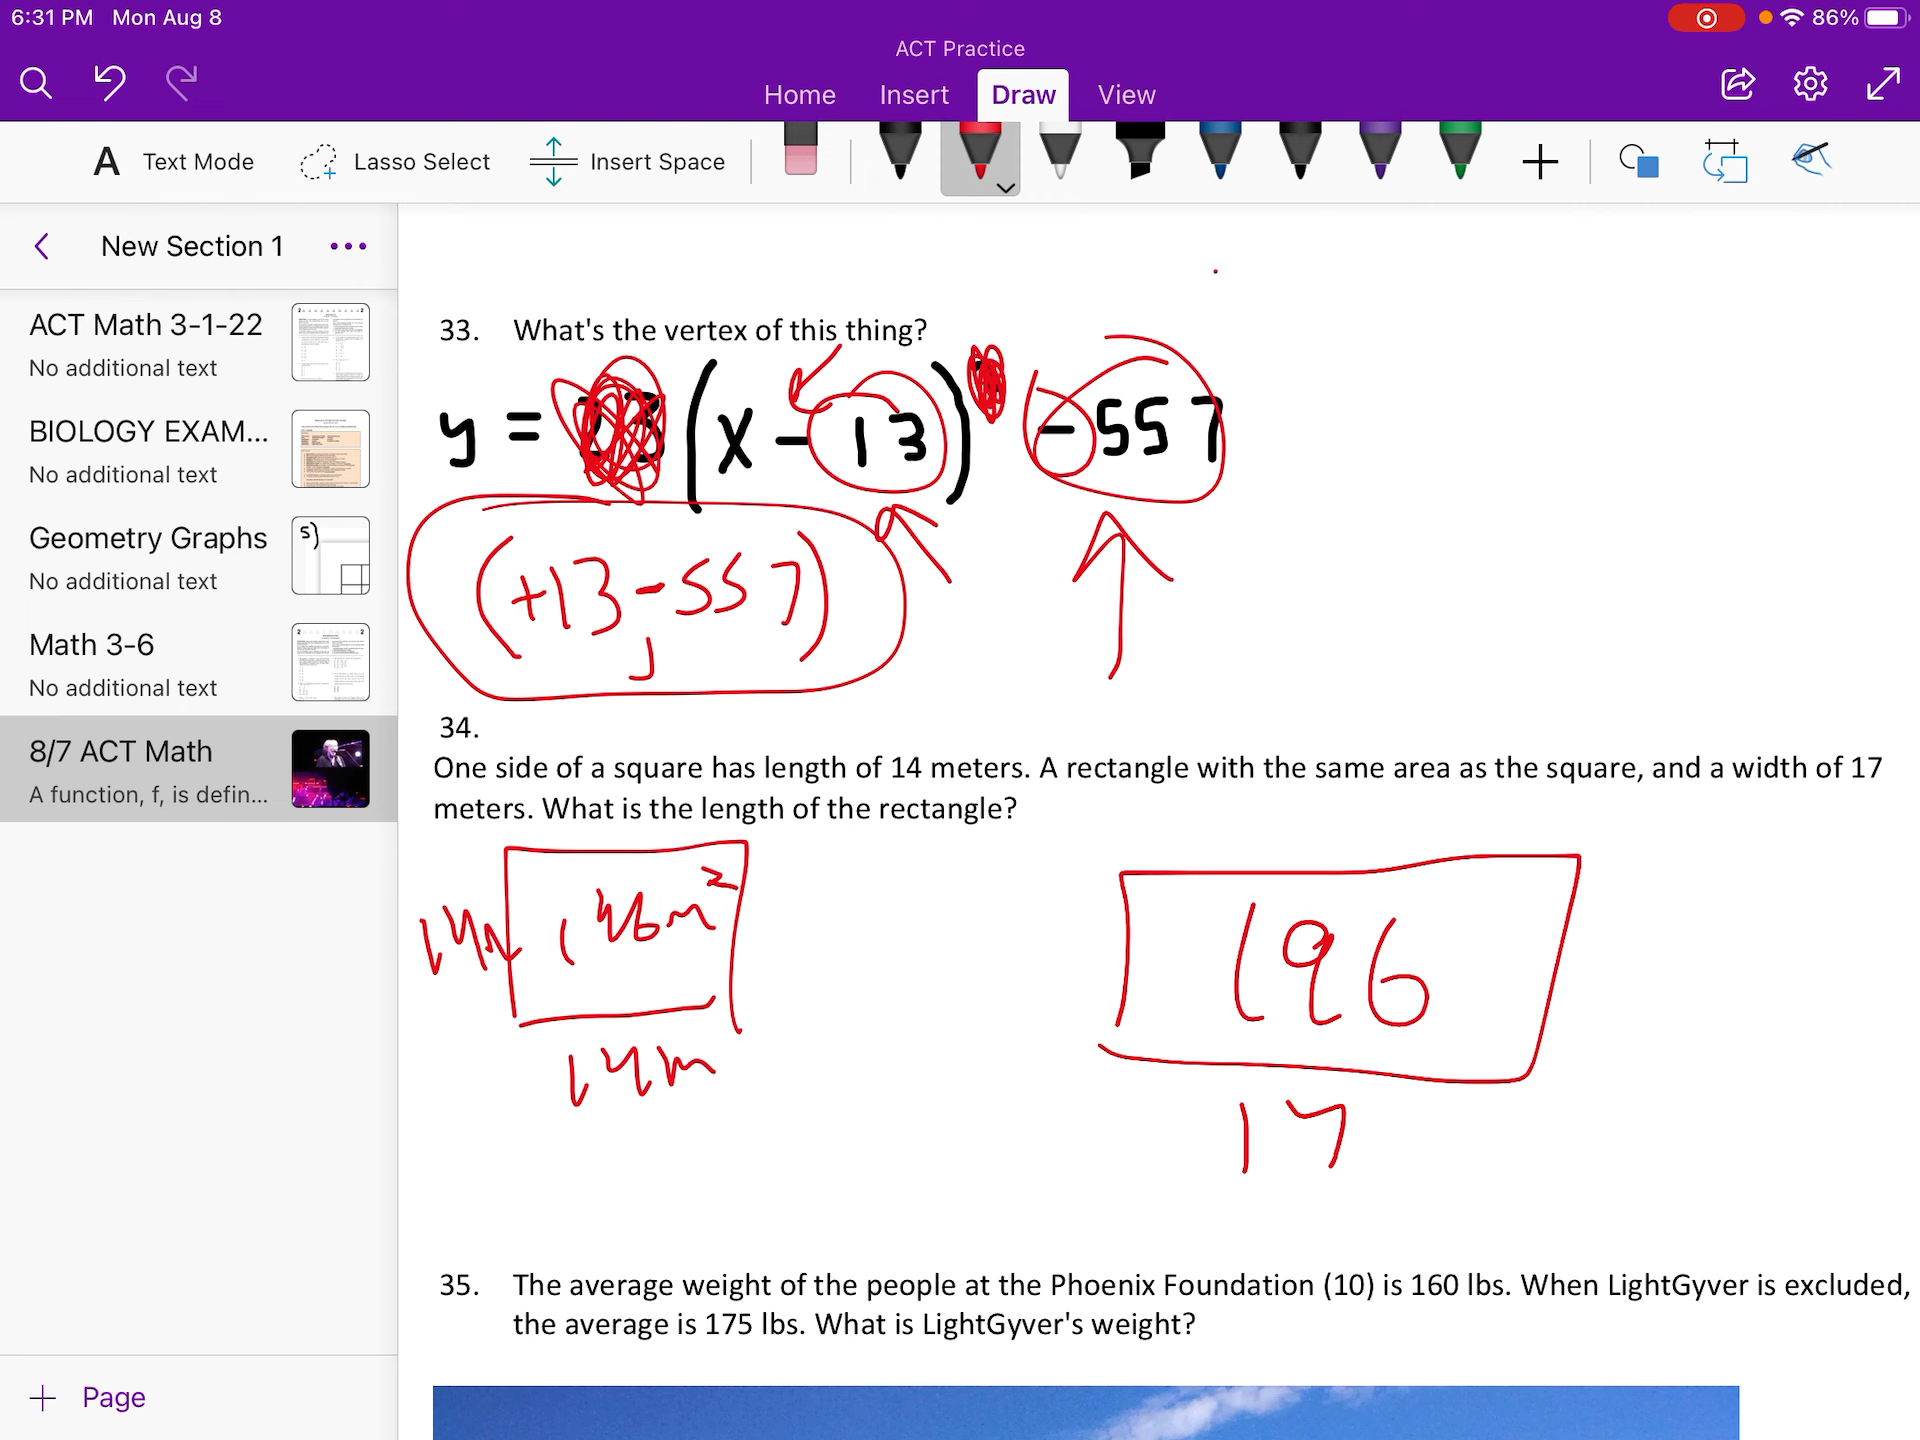 6:31 PM Mon Aug 8
86%
ACT Practice
Home Insert Draw View
A Text Mode Lasso Select Insert Space
New Section 1
ACT Math 3-1-22
No additional text
BIOLOGY EXAM...
No additional text
Geometry Graphs
No additional text
5)
Math 3-6
No additional text
8/7 ACT Math
A function, f, is defin...
Page
33. What's the vertex of this thing?
y = (x - 13) -557
(+13, -557)
34.
One side of a square has length of 14 meters. A rectangle with the same area as the square, and a width of 17
meters. What is the length of the rectangle?
14m 196m² 196
14m
17
35. The average weight of the people at the Phoenix Foundation (10) is 160 lbs. When LightGyver is excluded,
the average is 175 lbs. What is LightGyver's weight?